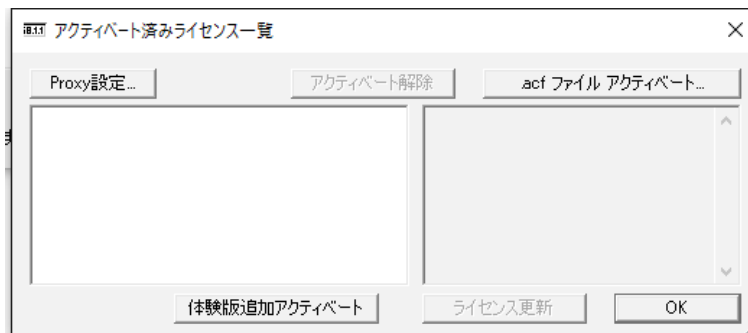 iB.1.1 アクティベート済みライセンス一覧
Proxy設定... アクティベート解除 .acf ファイル アクティベート...
体験版追加アクティベート ライセンス更新 OK